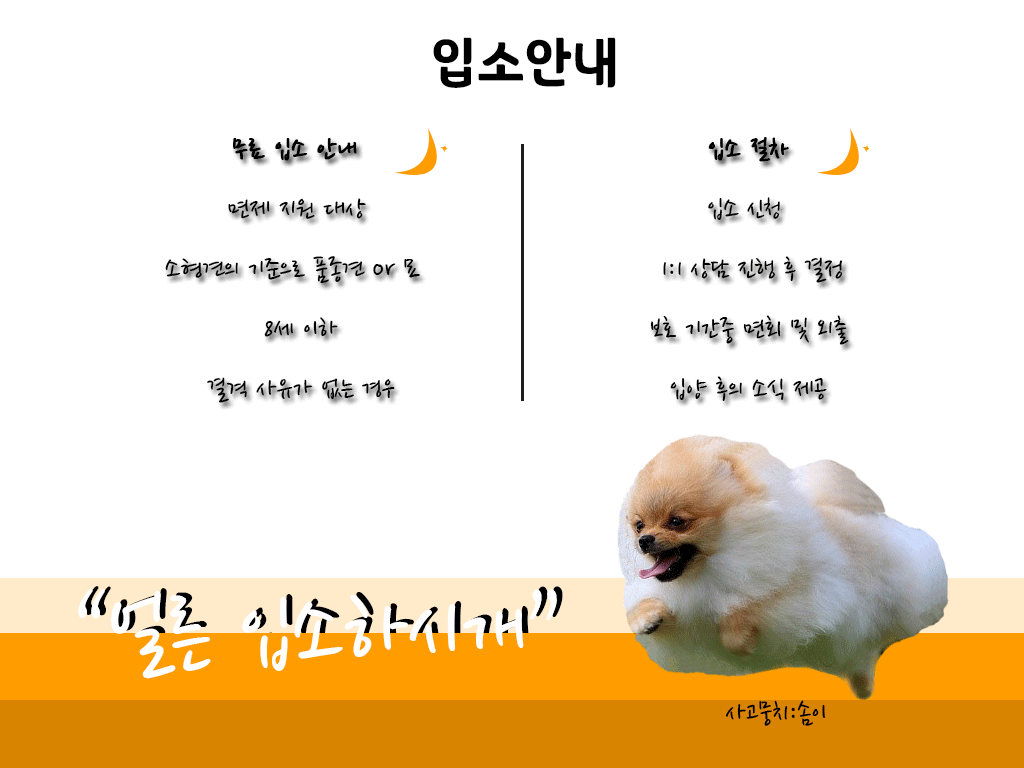 입소안내
무료 입소 안내
면제 지원 대상
소형견의 기준으로 품종견 or 묘
8세 이하
결격 사유가 없는 경우
입소 절차
입소 신청
1:1 상담 진행 후 결정
보호 기간중 면회 및 외출
입양 후의 소식 제공
“얼른 입소하시개”
사고뭉치:솜이